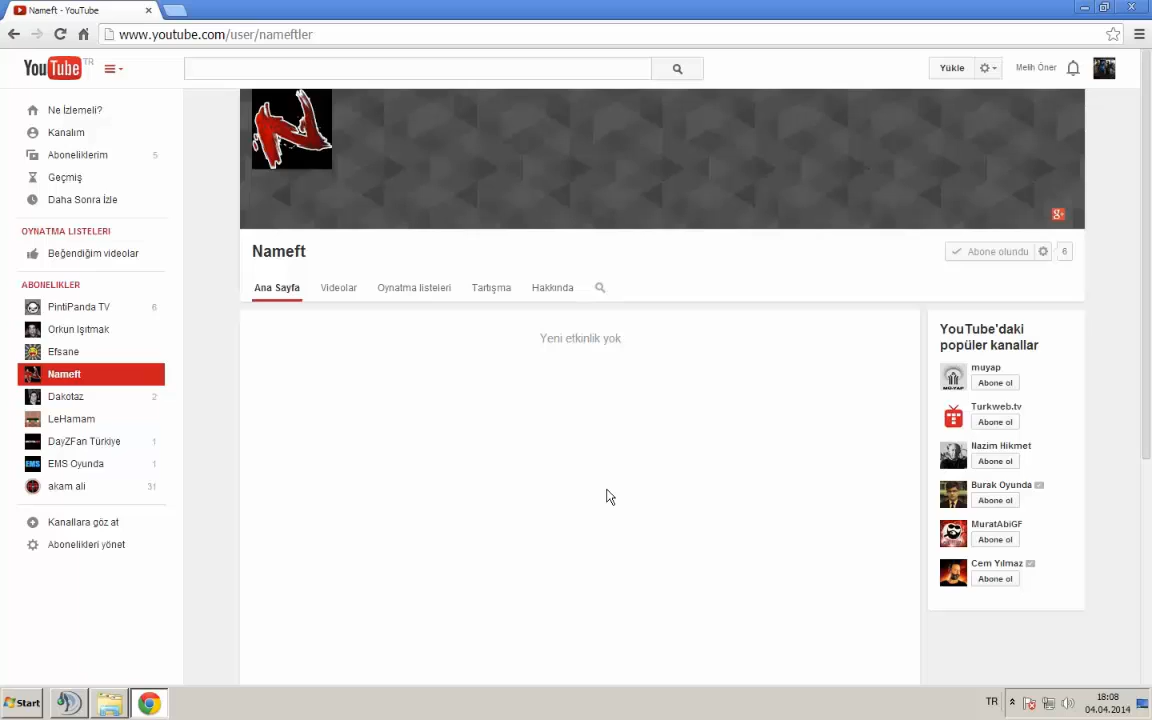 Nameft - YouTube
www.youtube.com/user/nameftler
YouTube TR
Yükle
Melih Öner
Ne İzlemeli?
Kanalım
Aboneliklerim 5
Geçmiş
Daha Sonra İzle
OYNATMA LİSTELERİ
Beğendiğim videolar
ABONELIKLER
PintiPanda TV 6
Orkun Işıtmak
Efsane
Nameft
Dakotaz 2
LeHamam
DayZFan Türkiye 1
EMS Oyunda 1
akam ali 31
Kanallara göz at
Abonelikleri yönet
N
g+
Nameft
Abone olundu 6
Ana Sayfa Videolar Oynatma listeleri Tartışma Hakkında
Yeni etkinlik yok
YouTube'daki
popüler kanallar
muyap
Abone ol
Turkweb.tv
Abone ol
Nazim Hikmet
Abone ol
Burak Oyunda
Abone ol
MuratAbiGF
Abone ol
Cem Yılmaz
Abone ol
Start
TR
18:08
04.04.2014